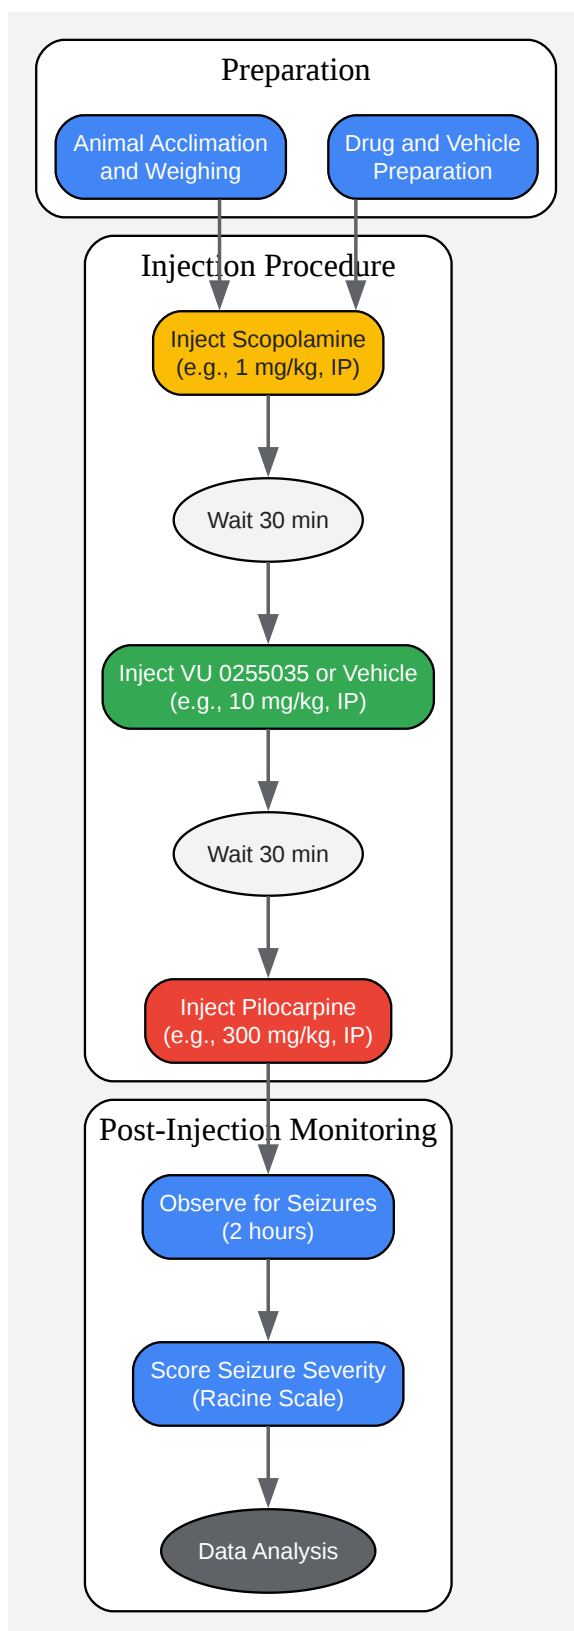 Preparation
Animal Acclimation
and Weighing
Drug and Vehicle
Preparation
Injection Procedure
Inject Scopolamine
(e.g., 1 mg/kg, IP)
Wait 30 min
Inject VU 0255035 or Vehicle
(e.g., 10 mg/kg, IP)
Wait 30 min
Inject Pilocarpine
(e.g., 300 mg/kg, IP)
Post-Injection Monitoring
Observe for Seizures
(2 hours)
Score Seizure Severity
(Racine Scale)
Data Analysis